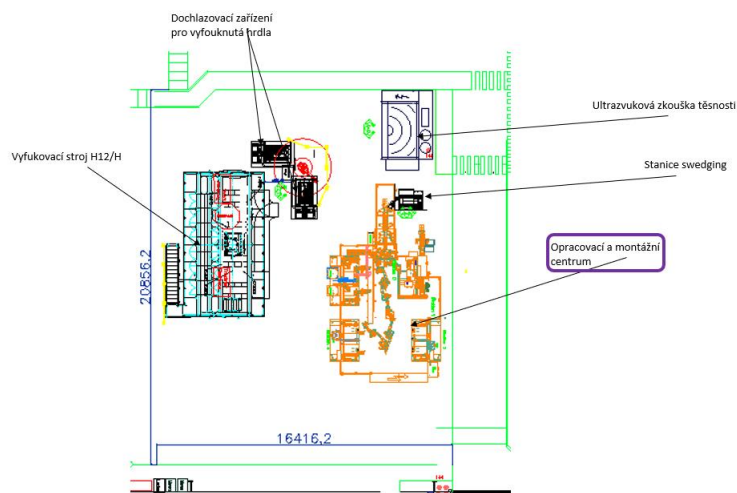 Dochlazovací zařízení
pro vyfouknutá hrdla
Ultrazvuková zkouška těsnosti
Vyfukovací stroj H12/H
Stanice swedging
Opracovací a montážní
centrum
20856,2
16416,2